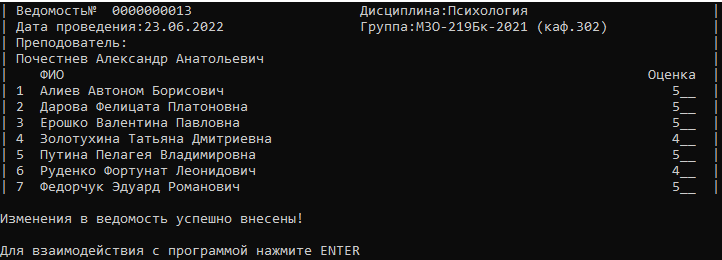 | Ведомость№ 0000000013 Дисциплина:Психология |
| Дата проведения:23.06.2022 Группа:МЗО-219Бк-2021 (каф.302) |
| Преподователь: |
| Почестнев Александр Анатольевич |
| ФИО Оценка |
| 1 Алиев Автоном Борисович 5__ |
| 2 Дарова Фелицата Платоновна 5__ |
| 3 Ерошко Валентина Павловна 5__ |
| 4 Золотухина Татьяна Дмитриевна 4__ |
| 5 Путина Пелагея Владимировна 5__ |
| 6 Руденко Фортунат Леонидович 4__ |
| 7 Федорчук Эдуард Романович 5__ |
Изменения в ведомость успешно внесены!
Для взаимодействия с программой нажмите ENTER